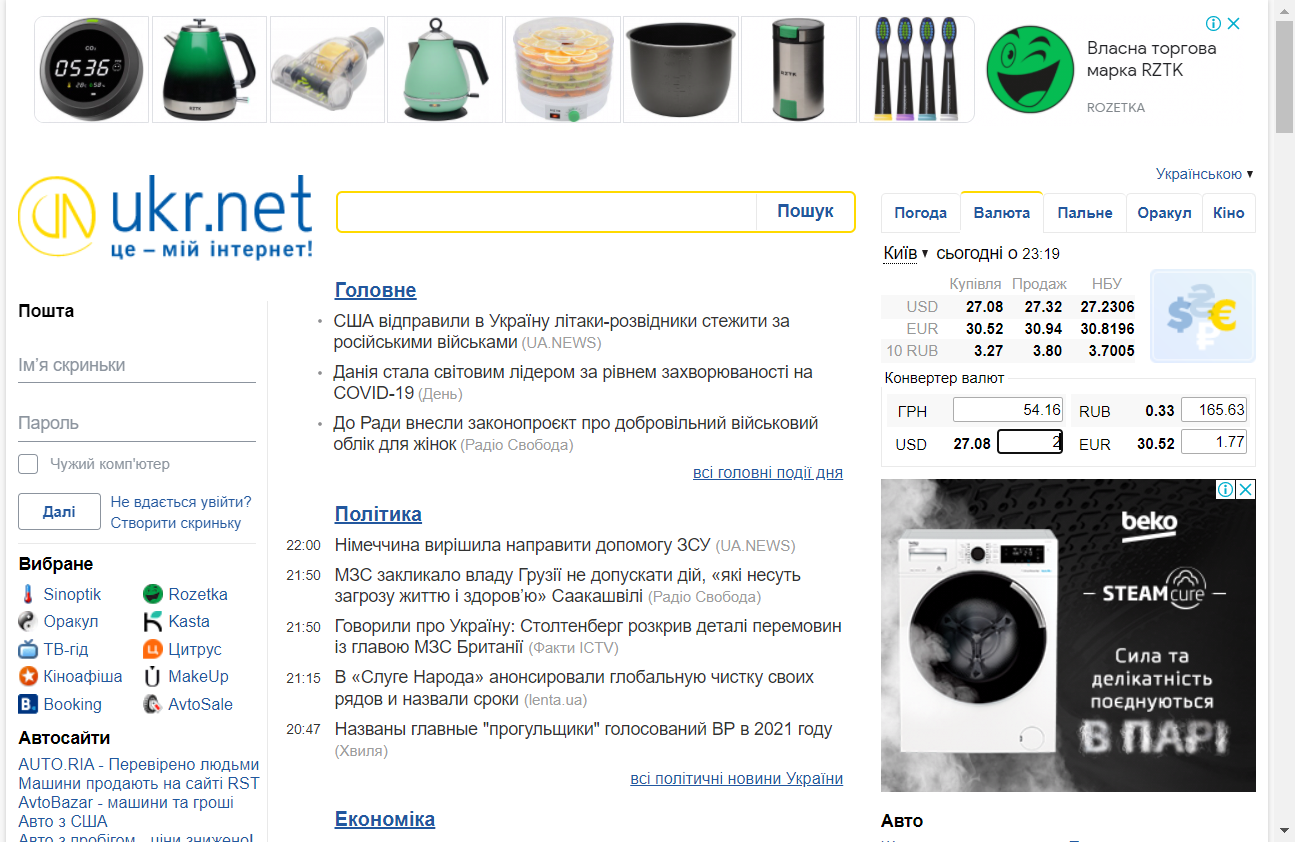 CO₂
0536
RZTK
RZTK
Власна торгова
марка RZTK
ROZETKA
ukr.net
це – мій інтернет!
Пошук
Українською
Погода Валюта Пальне Оракул Кіно
Київ сьогодні о 23:19
Купівля Продаж НБУ
USD 27.08 27.32 27.2306
EUR 30.52 30.94 30.8196
10 RUB 3.27 3.80 3.7005
Конвертер валют
ГРН 54.16 RUB 0.33 165.63
USD 27.08 2 EUR 30.52 1.77
Пошта
Ім'я скриньки
Пароль
Чужий комп'ютер
Далі
Не вдається увійти?
Створити скриньку
Вибране
Sinoptik Rozetka
Оракул Kasta
ТВ-гід Цитрус
Кіноафіша MakeUp
Booking AvtoSale
Автосайти
AUTO.RIA - Перевірено людьми
Машини продають на сайті RST
AvtoBazar - машини та гроші
Авто з США
Авто з пробігом - ціни знижено!
Головне
США відправили в Україну літаки-розвідники стежити за
російськими військами (UA.NEWS)
Данія стала світовим лідером за рівнем захворюваності на
COVID-19 (День)
До Ради внесли законопроєкт про добровільний військовий
облік для жінок (Радіо Свобода)
всі головні події дня
Політика
22:00 Німеччина вирішила направити допомогу ЗСУ (UA.NEWS)
21:50 МЗС закликало владу Грузії не допускати дій, «які несуть
загрозу життю і здоров'ю» Саакашвілі (Радіо Свобода)
21:50 Говорили про Україну: Столтенберг розкрив деталі перемовин
із главою МЗС Британії (Факти ICTV)
21:15 В «Слуге Народа» анонсировали глобальную чистку своих
рядов и назвали сроки (lenta.ua)
20:47 Названы главные "прогульщики" голосований ВР в 2021 году
(Хвиля)
всі політичні новини України
Економіка
beko
STEAMcure
Сила та
делікатність
поєднуються
В ПАРІ
Авто